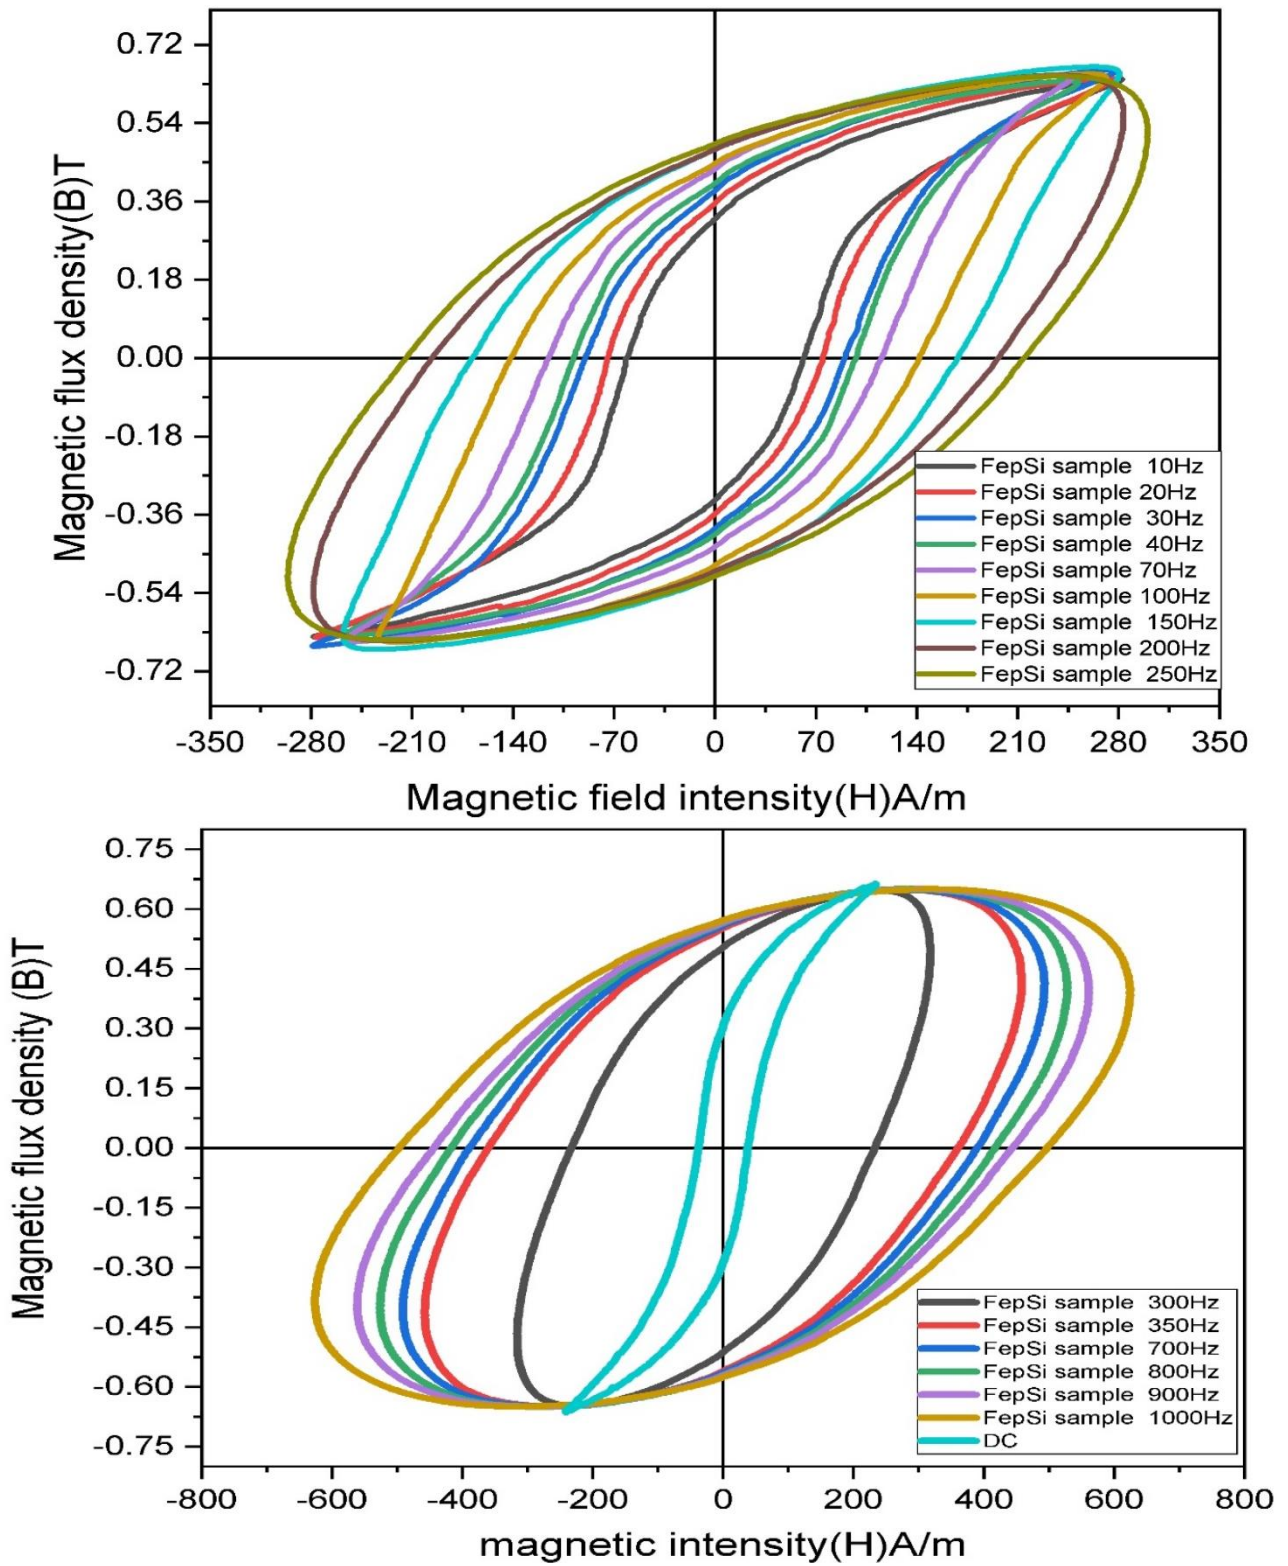 Magnetic flux density(B)T
0.72
0.54
0.36
0.18
0.00
-0.18
-0.36
-0.54
-0.72
FepSi sample 10Hz
FepSi sample 20Hz
FepSi sample 30Hz
FepSi sample 40Hz
FepSi sample 70Hz
FepSi sample 100Hz
FepSi sample 150Hz
FepSi sample 200Hz
FepSi sample 250Hz
-350 -280 -210 -140 -70 0 70 140 210 280 350
Magnetic field intensity(H)A/m
Magnetic flux density (B)T
0.75
0.60
0.45
0.30
0.15
0.00
-0.15
-0.30
-0.45
-0.60
-0.75
FepSi sample 300Hz
FepSi sample 350Hz
FepSi sample 700Hz
FepSi sample 800Hz
FepSi sample 900Hz
FepSi sample 1000Hz
DC
-800 -600 -400 -200 0 200 400 600 800
magnetic intensity(H)A/m